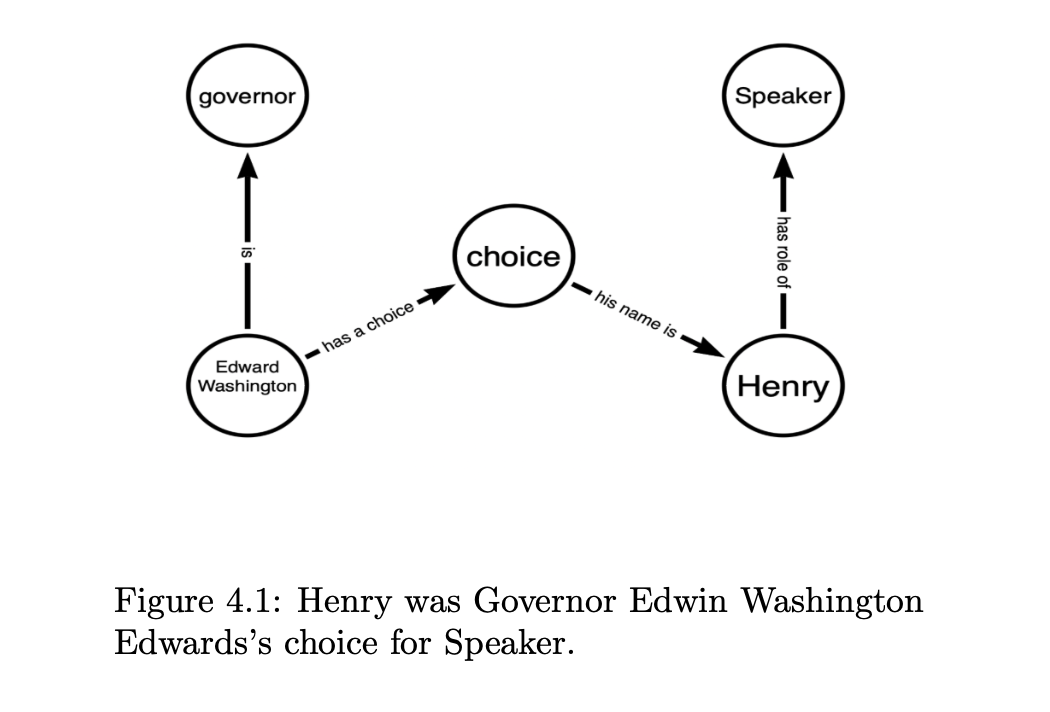 governor
Speaker
is
has role of
choice
has a choice
his name is
Edward
Washington
Henry
Figure 4.1: Henry was Governor Edwin Washington
Edwards's choice for Speaker.